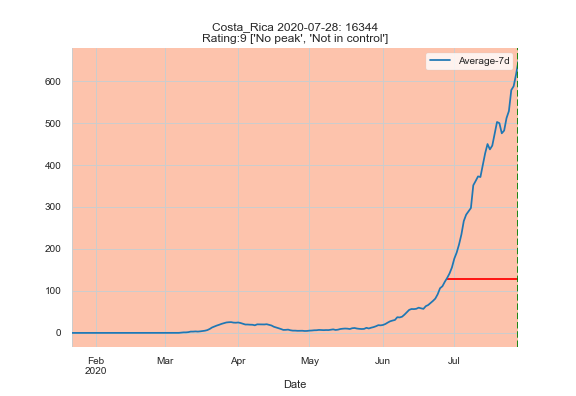 Costa_Rica 2020-07-28: 16344
Rating:9 ['No peak', 'Not in control']
Average-7d
600
500
400
300
200
100
0
Feb Mar Apr May Jun Jul
2020
Date